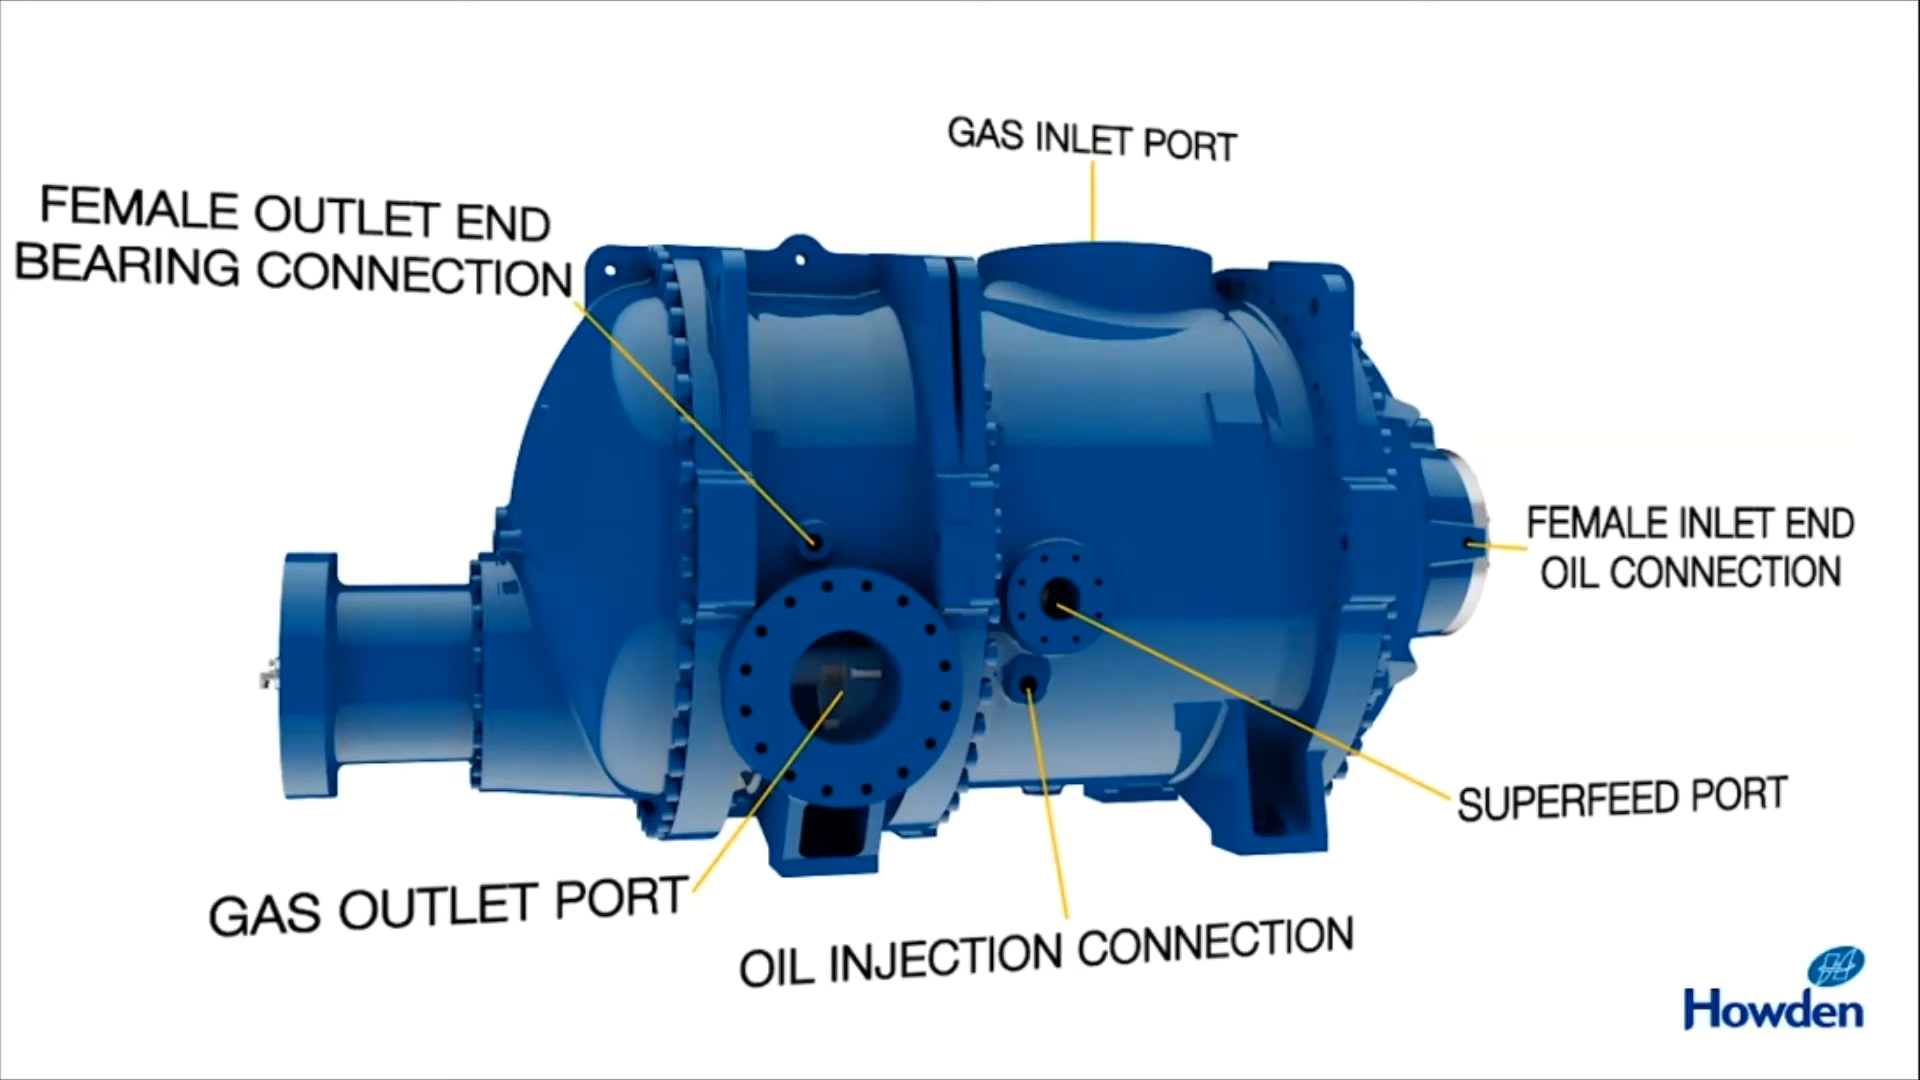 GAS INLET PORT
FEMALE OUTLET END
BEARING CONNECTION
FEMALE INLET END
OIL CONNECTION
SUPERFEED PORT
GAS OUTLET PORT
OIL INJECTION CONNECTION
Howden